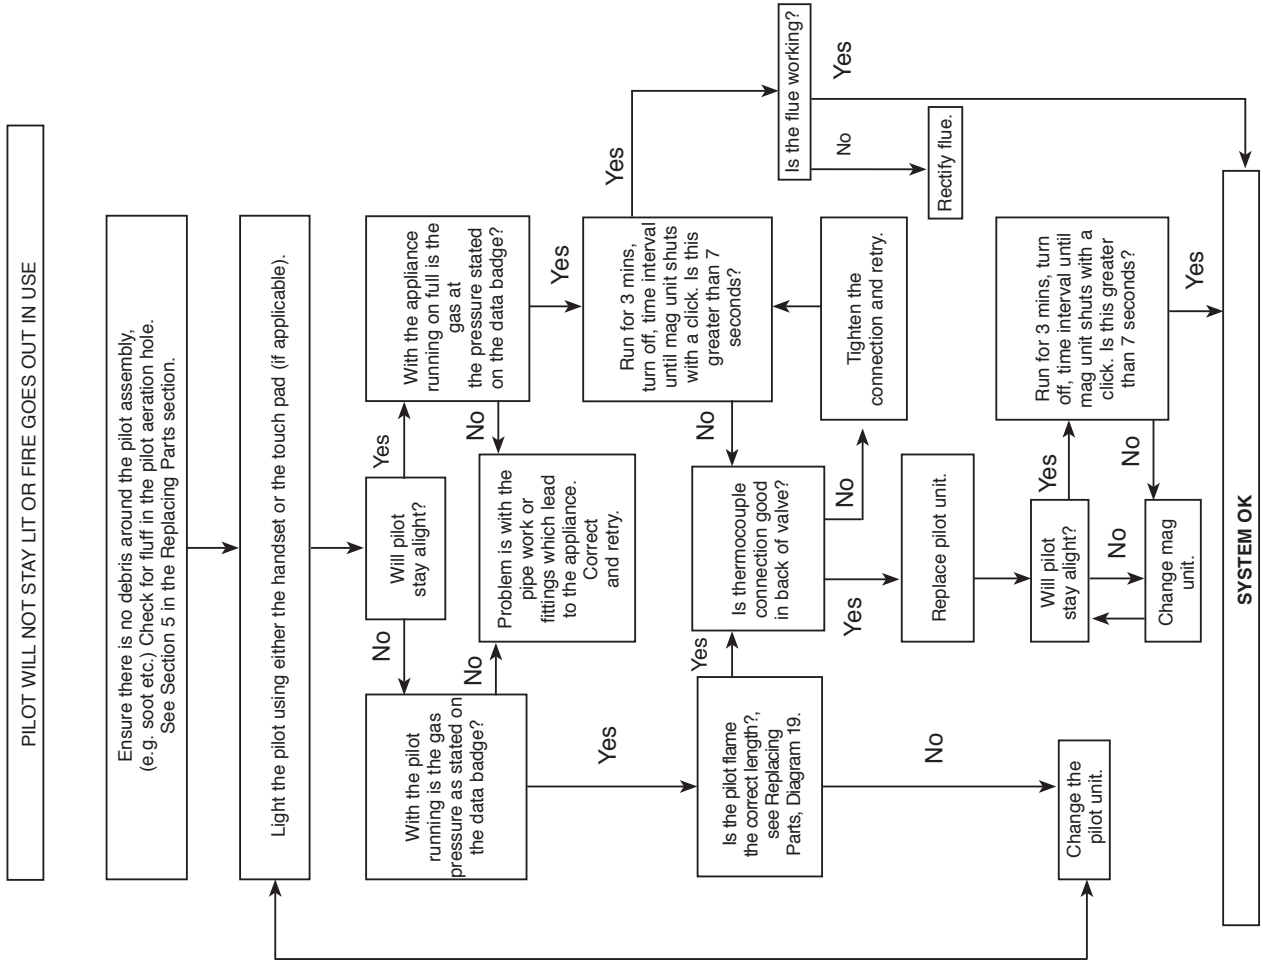 PILOT WILL NOT STAY LIT OR FIRE GOES OUT IN USE
Ensure there is no debris around the pilot assembly,
(e.g. soot etc.) Check for fluff in the pilot aeration hole.
See Section 5 in the Replacing Parts section.
Light the pilot using either the handset or the touch pad (if applicable).
Will pilot
stay alight?
No
Yes
With the pilot
running is the gas
pressure as stated on
the data badge?
With the appliance
running on full is the
gas at
the pressure stated
on the data badge?
No
No
Problem is with the
pipe work or
fittings which lead
to the appliance.
Correct
and retry.
Yes
Yes
Is the pilot flame
the correct length?,
see Replacing
Parts, Diagram 19.
Yes
Is thermocouple
connection good
in back of valve?
No
Run for 3 mins,
turn off, time interval
until mag unit shuts
with a click. Is this
greater than 7
seconds?
Yes
Is the flue working?
No
Yes
Rectify flue.
No
Tighten the
connection and retry.
Yes
Replace pilot unit.
No
Change the
pilot unit.
Will pilot
stay alight?
Yes
Run for 3 mins, turn
off, time interval until
mag unit shuts with a
click. Is this greater
than 7 seconds?
No
No
Change mag
unit.
Yes
SYSTEM OK